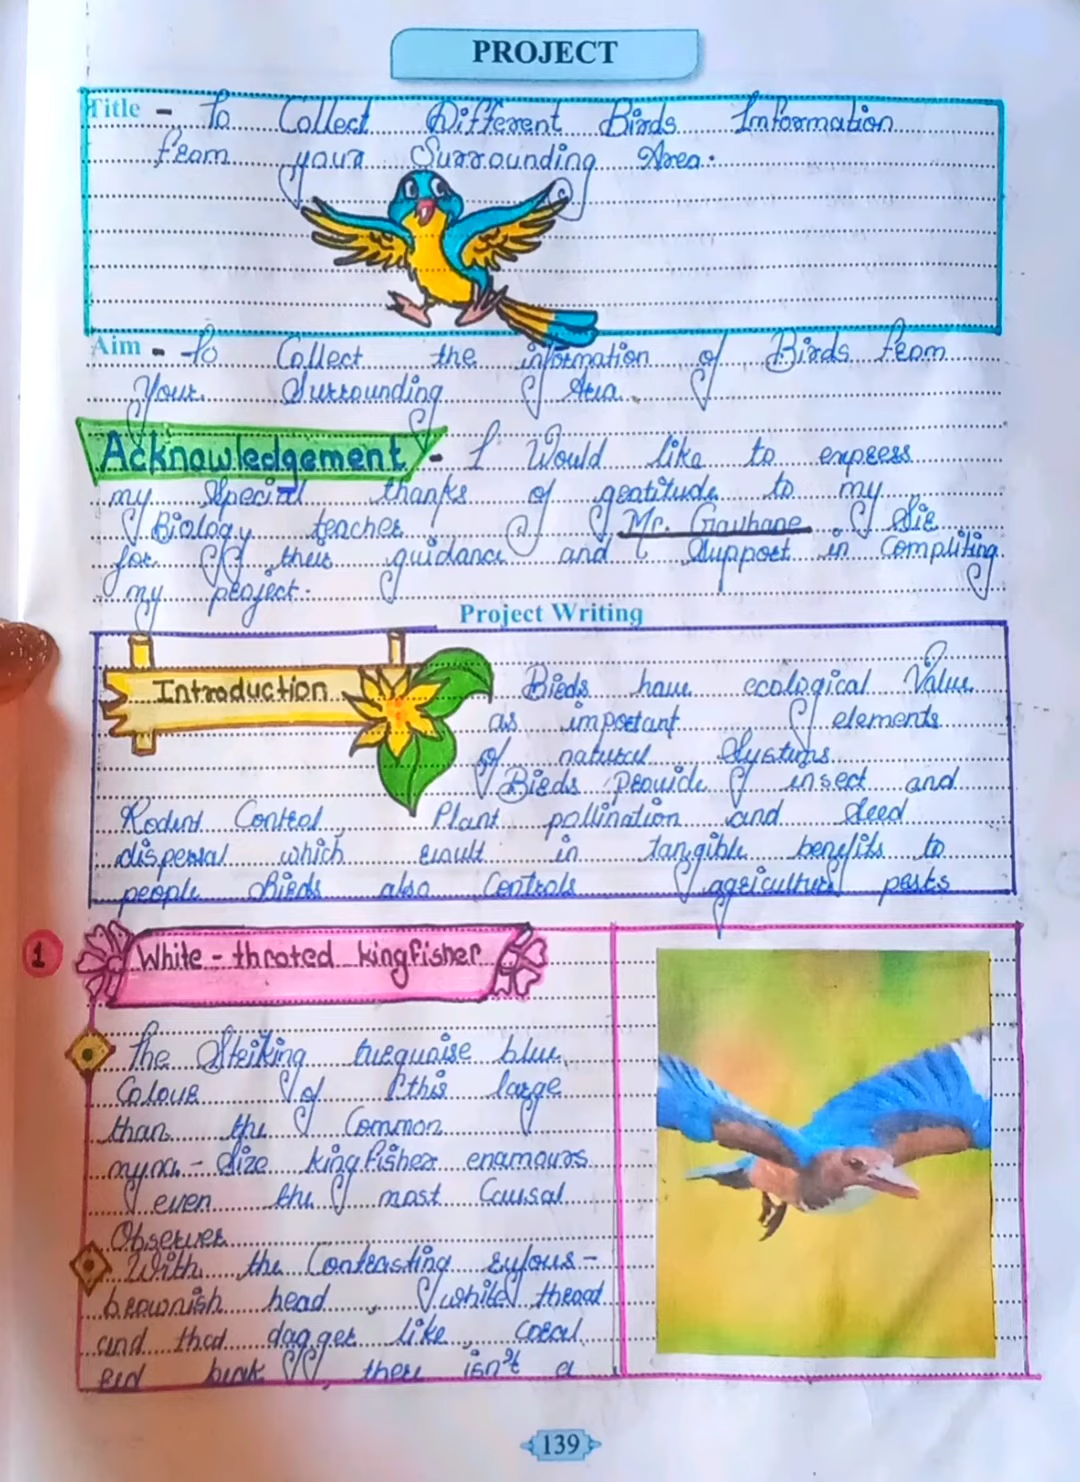 PROJECT
Title - To Collect Different Birds Information
from your Surrounding Area.
Aim - To Collect the information of Birds from
Your Surrounding Area.
Acknowledgement - I Would like to express
my special thanks of gratitude to my
Biology teacher Mr. Gavhane Sir
for their guidance and support in Compliting
my project.
Project Writing
Introduction Birds have ecological Value
as important elements
of natural Systems.
Birds provide insect and
Rodent Control, Plant pollination and seed
dispersal which result in tangible benefits to
people Birds also Controls agricultural pests
1 White - throted kingfisher
The Striking turqunise blue
Colour of this large
than the Common
myna - Size kingfisher enamours
even the most Causal
Observer
With the Contrasting rufous -
brownish head, white throad
and that dagger like, coral
red beak, there isn't a
139